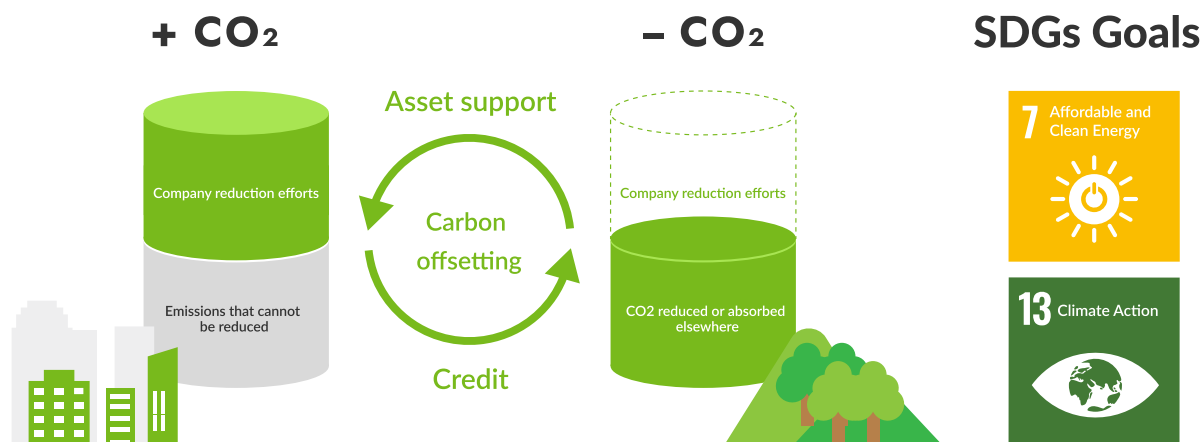 + CO₂
− CO₂
SDGs Goals
Asset support
7
Affordable and
Clean Energy
Company reduction efforts
Company reduction efforts
Carbon
offsetting
Emissions that cannot
be reduced
CO2 reduced or absorbed
elsewhere
13 Climate Action
Credit